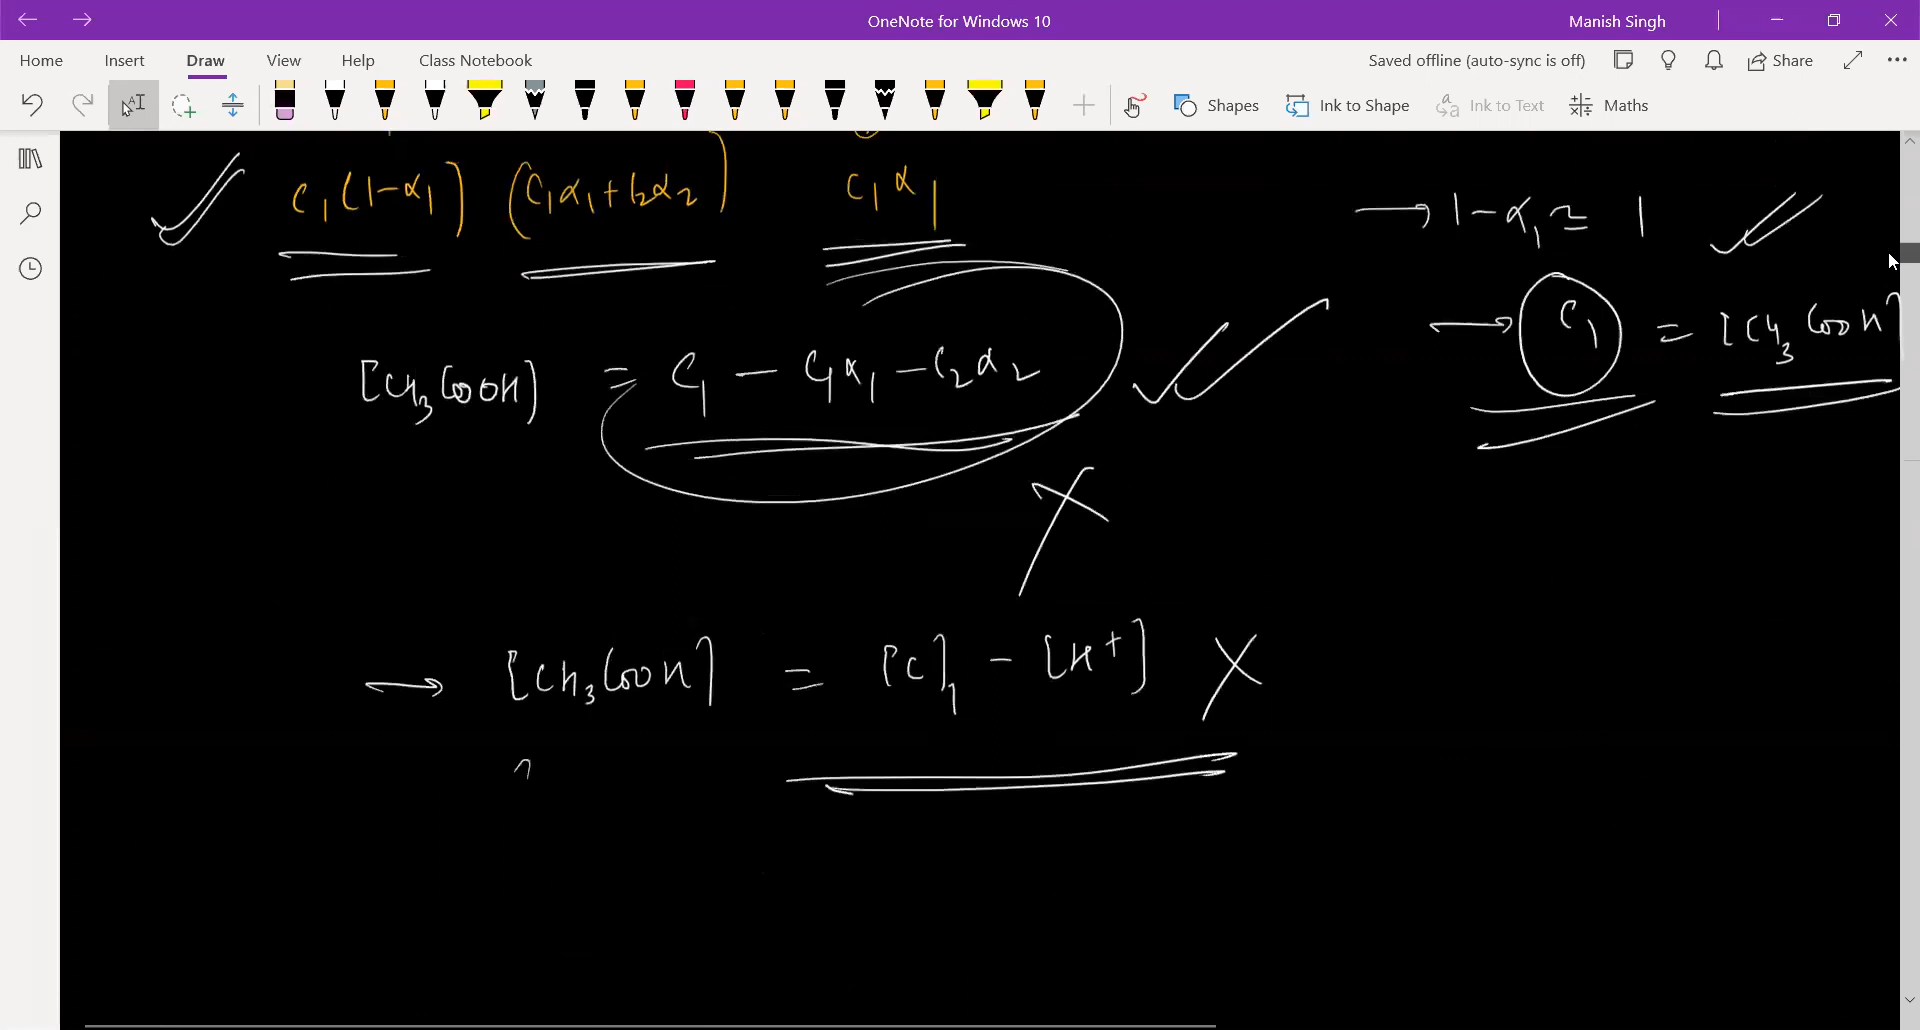 OneNote for Windows 10
Manish Singh
Home Insert Draw View Help Class Notebook
Saved offline (auto-sync is off) Share
Shapes Ink to Shape Ink to Text Maths
C₁(1-α₁) (C₁α₁+C₂α₂) C₁α₁
→ 1-α₁ ≃ 1
[CH₃COOH] = C₁ - C₁α₁ - C₂α₂
→ C₁ = [CH₃COOH]
→ [CH₃COOH] = [C]₁ - [H⁺] X